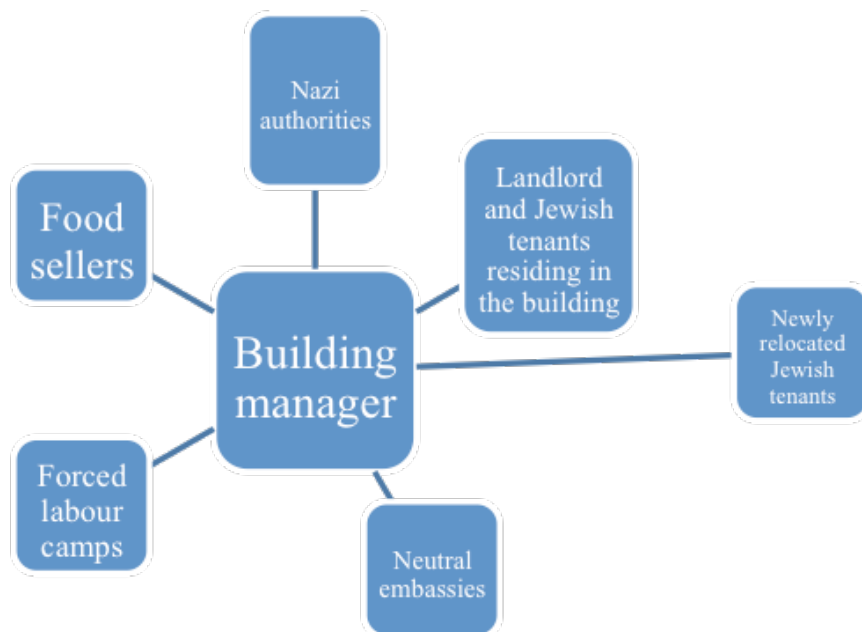 Nazi
authorities
Food
sellers
Landlord
and Jewish
tenants
residing in
the building
Building
manager
Newly
relocated
Jewish
tenants
Forced
labour
camps
Neutral
embassies